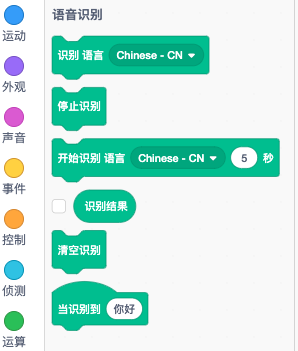 运动
外观
声音
事件
控制
侦测
运算
语音识别
识别 语言 Chinese - CN
停止识别
开始识别 语言 Chinese - CN 5 秒
识别结果
清空识别
当识别到 你好